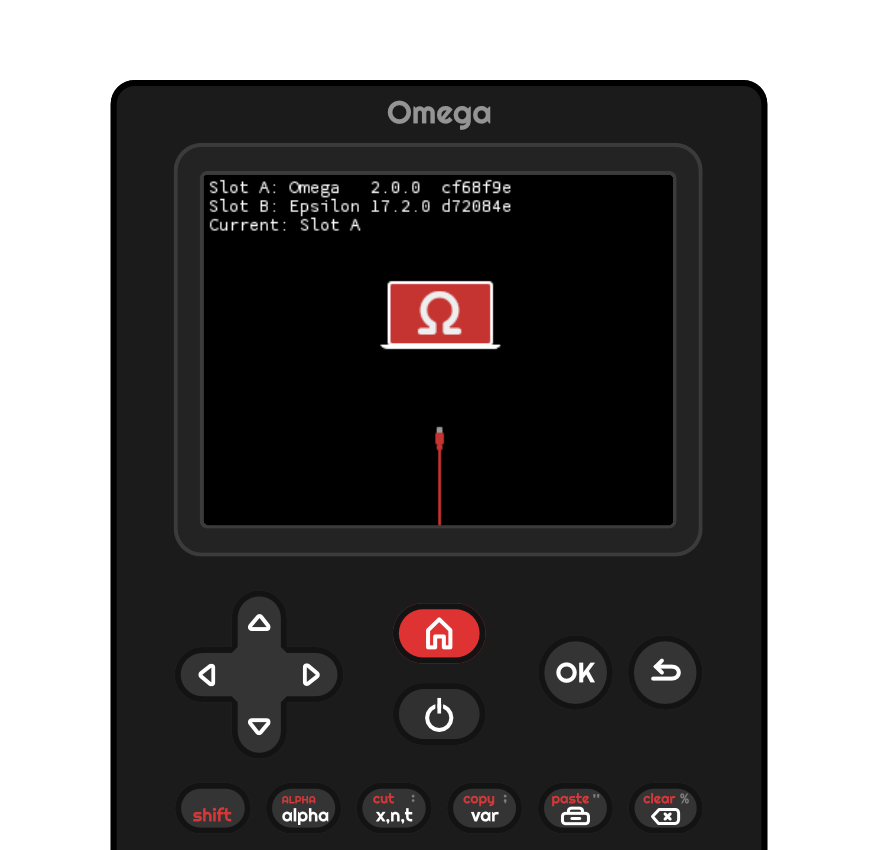 Omega
Slot A: Omega   2.0.0  cf68f9e
Slot B: Epsilon 17.2.0 d72084e
Current: Slot A
Ω
OK
ALPHA cut : copy ; paste " clear %
shift alpha x,n,t var